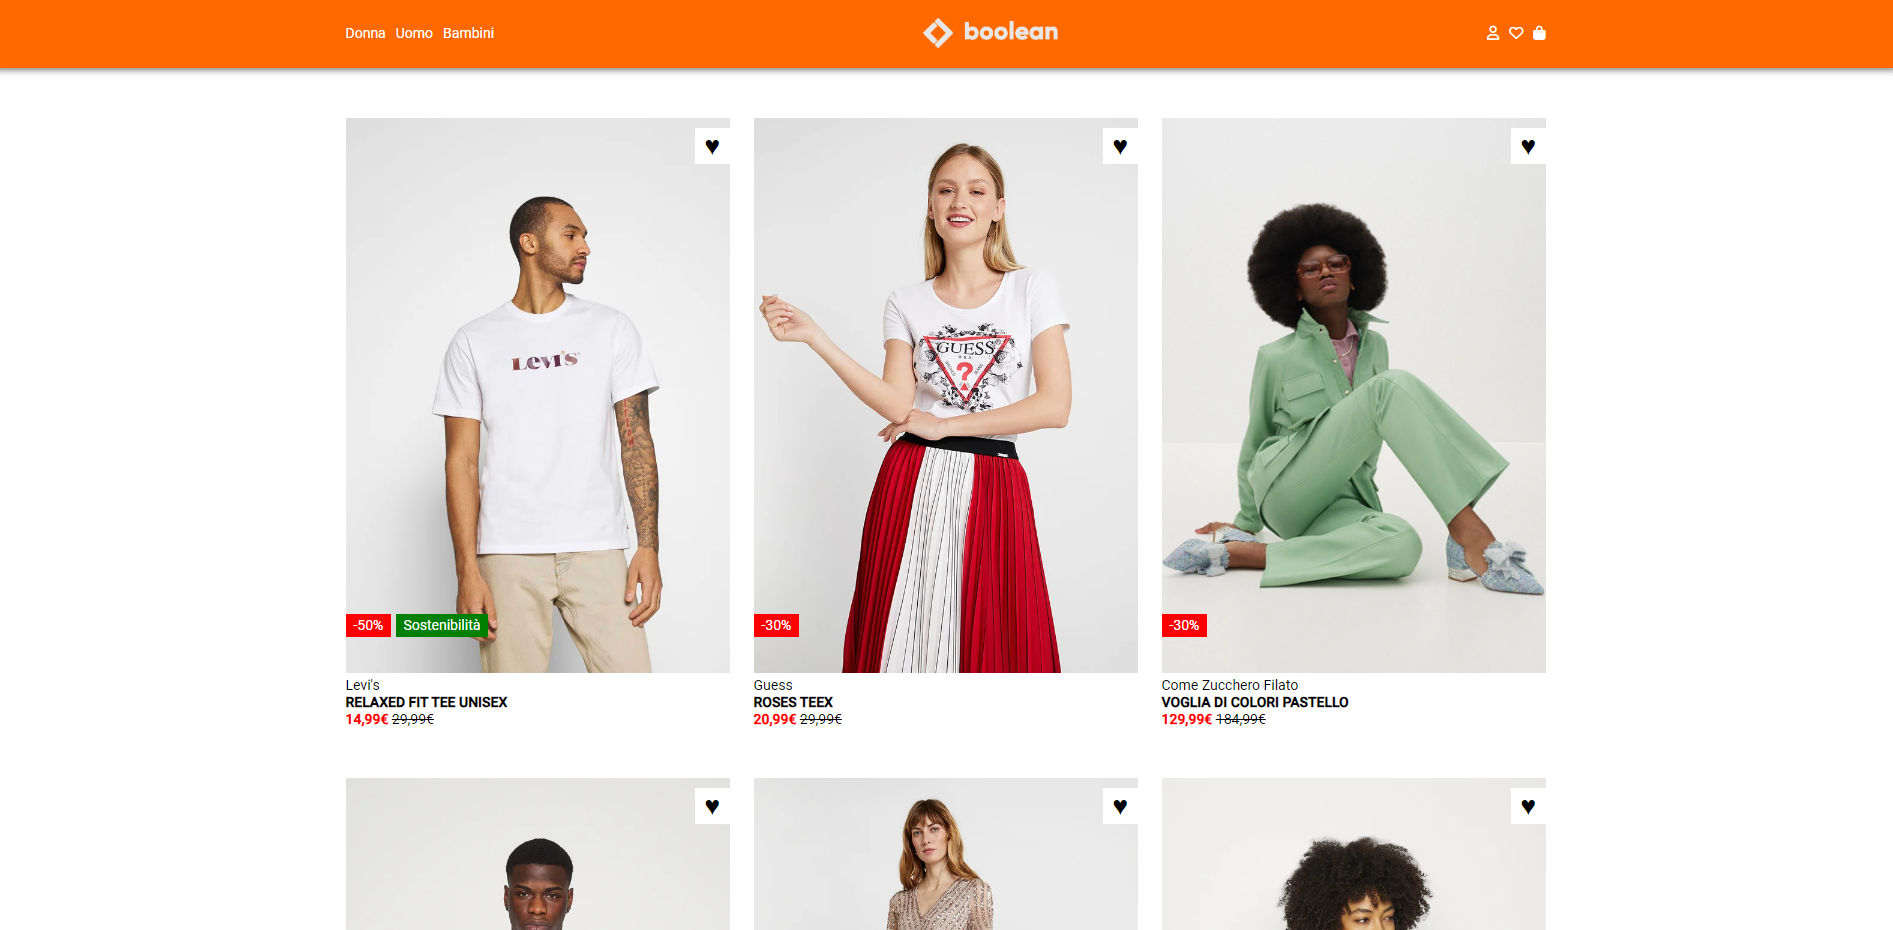 Donna Uomo Bambini
boolean
LEVI'S
GUESS
USA
?
-50% Sostenibilità
-30%
-30%
Levi's
RELAXED FIT TEE UNISEX
14,99€ 29,99€
Guess
ROSES TEEX
20,99€ 29,99€
Come Zucchero Filato
VOGLIA DI COLORI PASTELLO
129,99€ 184,99€